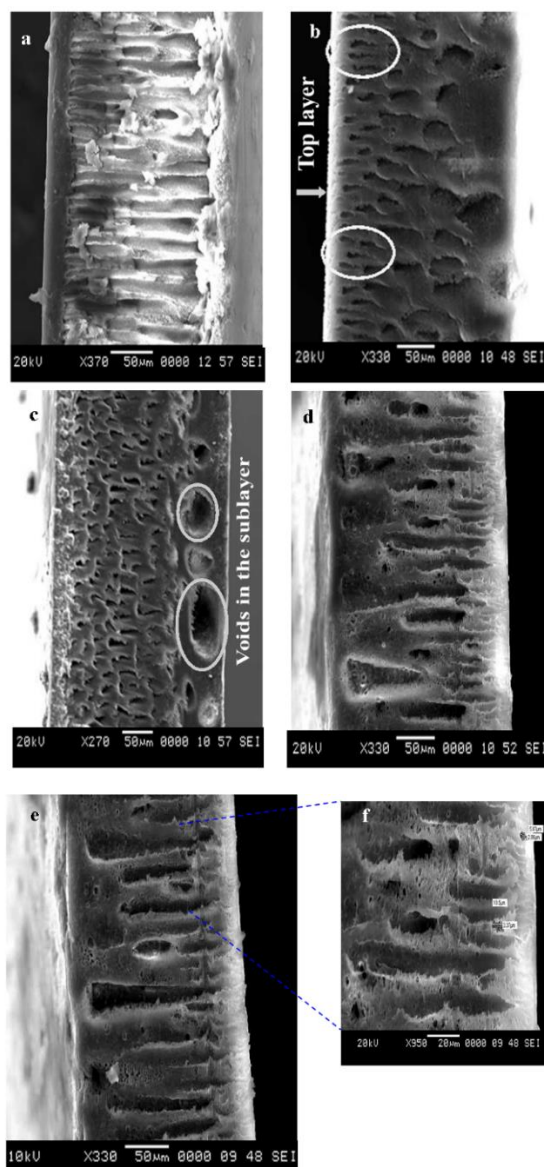 a
20kV X370 50µm 0000 12 57 SEI
b
Top layer
20kV X330 50µm 0000 10 48 SEI
c
Voids in the sublayer
20kV X270 50µm 0000 10 57 SEI
d
20kV X330 50µm 0000 10 52 SEI
e
10kV X330 50µm 0000 09 48 SEI
f
20kV X950 20µm 0000 09 48 SEI